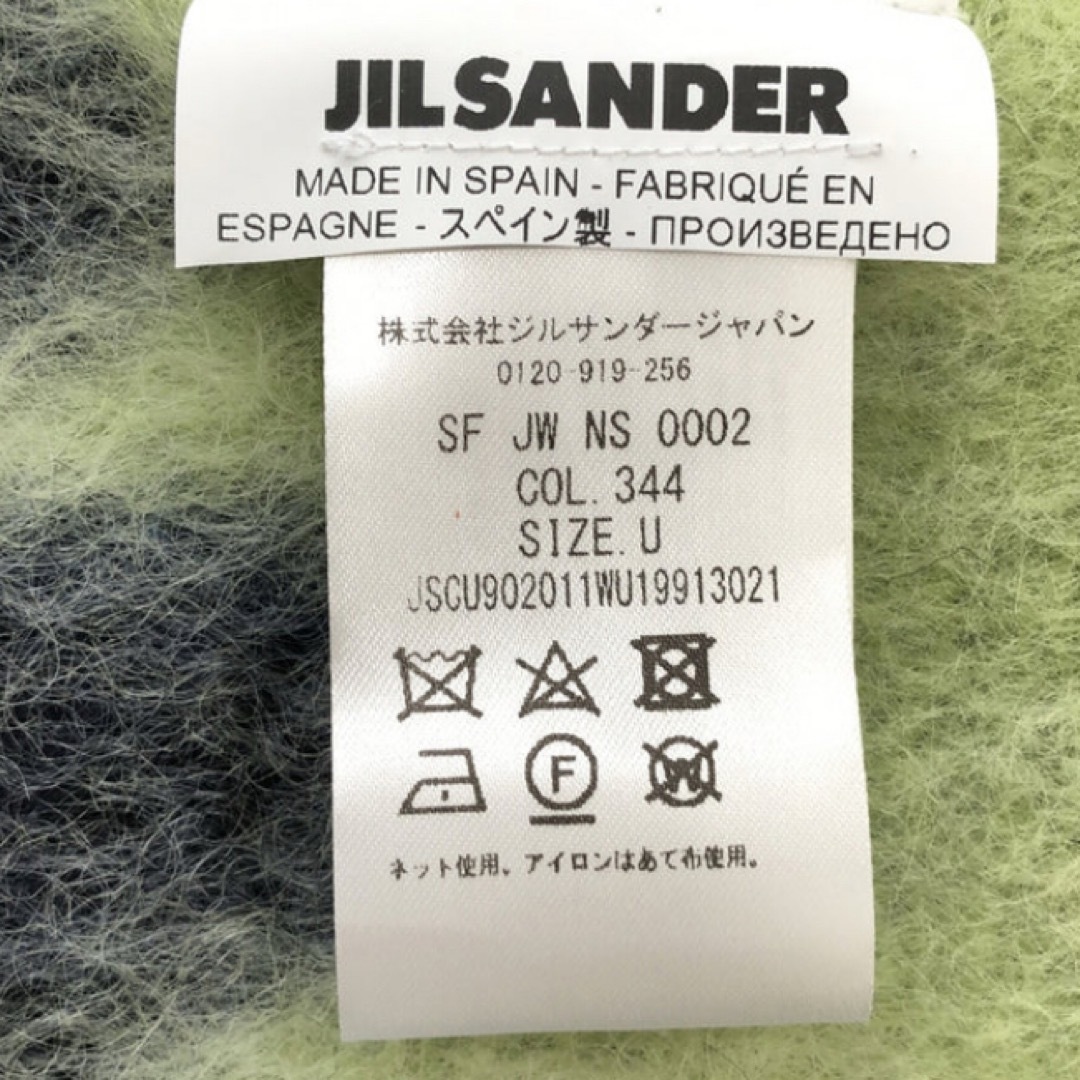 JIL SANDER
MADE IN SPAIN - FABRIQUÉ EN
ESPAGNE - スペイン製 - ПРОИЗВЕДЕНО
株式会社ジルサンダージャパン
0120-919-256
SF JW NS 0002
COL. 344
SIZE. U
JSCU902011WU19913021
F
W
ネット使用、アイロンはあて布使用。